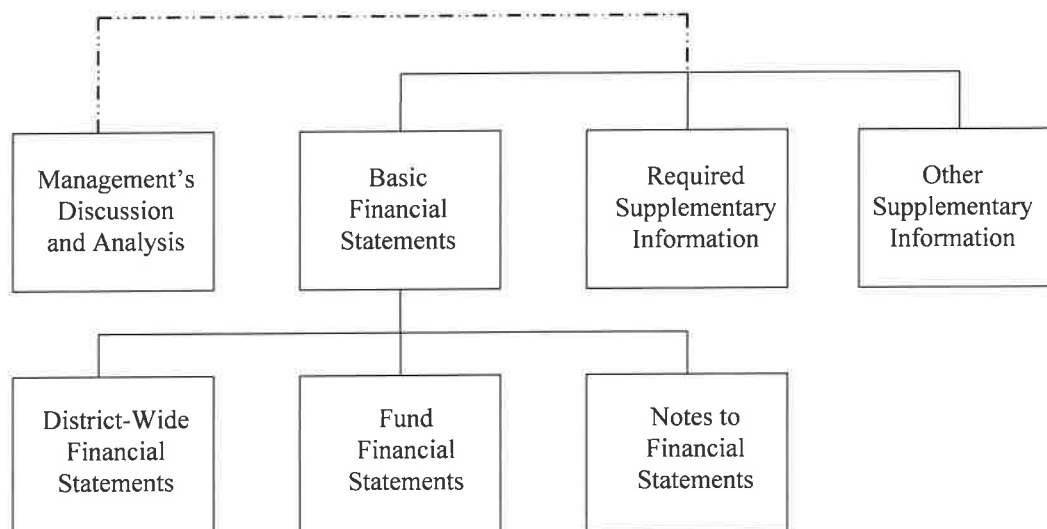 Management's
Discussion
and Analysis
Basic
Financial
Statements
Required
Supplementary
Information
Other
Supplementary
Information
District-Wide
Financial
Statements
Fund
Financial
Statements
Notes to
Financial
Statements